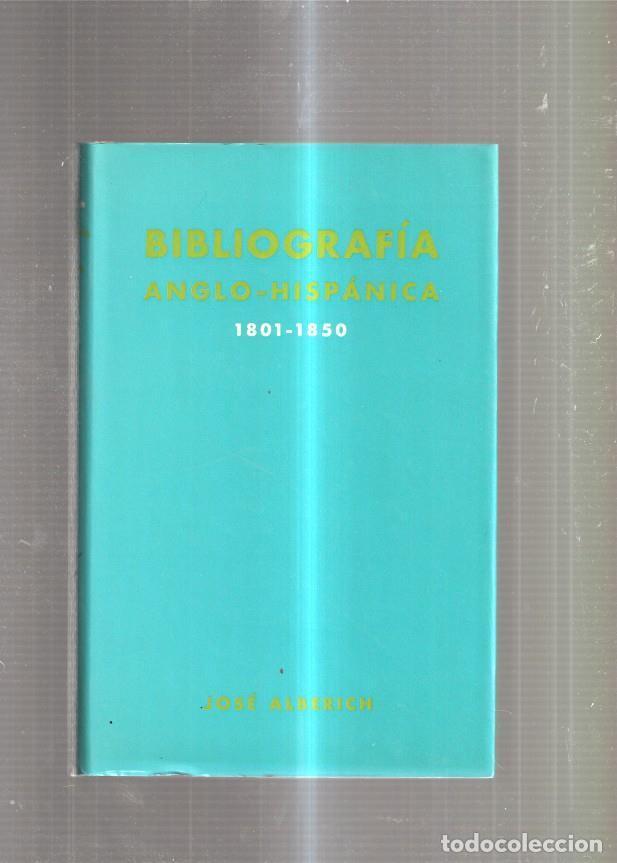 BIBLIOGRAFÍA
ANGLO-HISPÁNICA
1801-1850
JOSÉ ALBERICH
todocoleccion